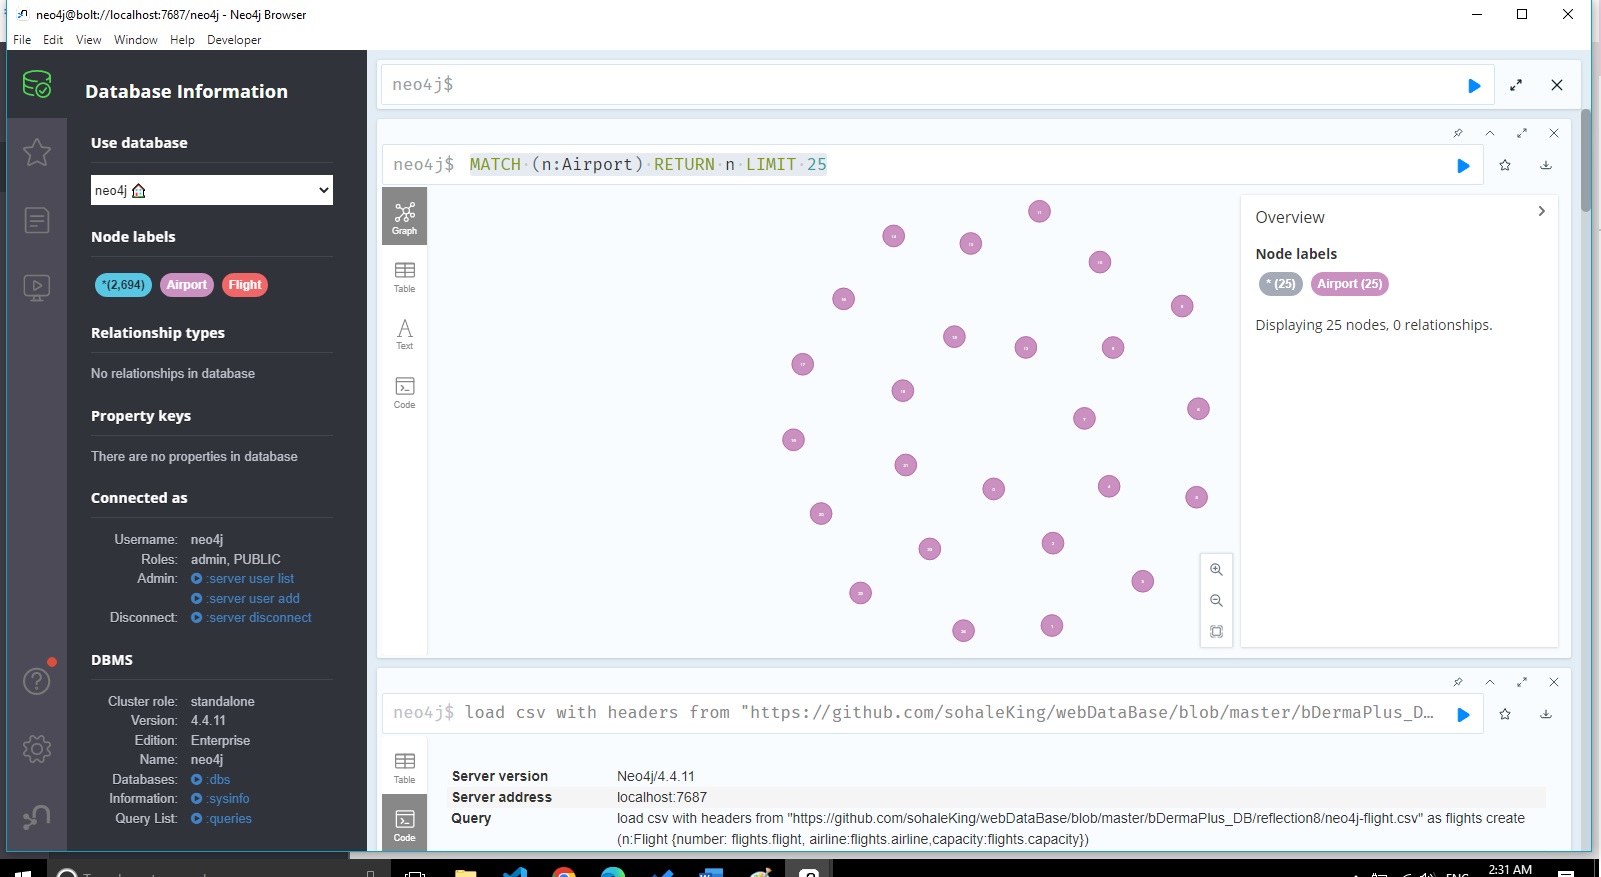 neo4j@bolt://localhost:7687/neo4j - Neo4j Browser
File Edit View Window Help Developer
Database Information
Use database
neo4j
Node labels
*(2,694) Airport Flight
Relationship types
No relationships in database
Property keys
There are no properties in database
Connected as
Username: neo4j
Roles: admin, PUBLIC
Admin: :server user list
:server user add
Disconnect: :server disconnect
DBMS
Cluster role: standalone
Version: 4.4.11
Edition: Enterprise
Name: neo4j
Databases: :dbs
Information: :sysinfo
Query List: :queries
neo4j$
neo4j$ MATCH (n:Airport) RETURN n LIMIT 25
Graph
Table
Text
Code
Overview
Node labels
* (25) Airport (25)
Displaying 25 nodes, 0 relationships.
neo4j$ load csv with headers from "https://github.com/sohaleKing/webDataBase/blob/master/bDermaPlus_D…
Table
Code
Server version Neo4j/4.4.11
Server address localhost:7687
Query load csv with headers from "https://github.com/sohaleKing/webDataBase/blob/master/bDermaPlus_DB/reflection8/neo4j-flight.csv" as flights create
(n:Flight {number: flights.flight, airline:flights.airline,capacity:flights.capacity})
2:31 AM